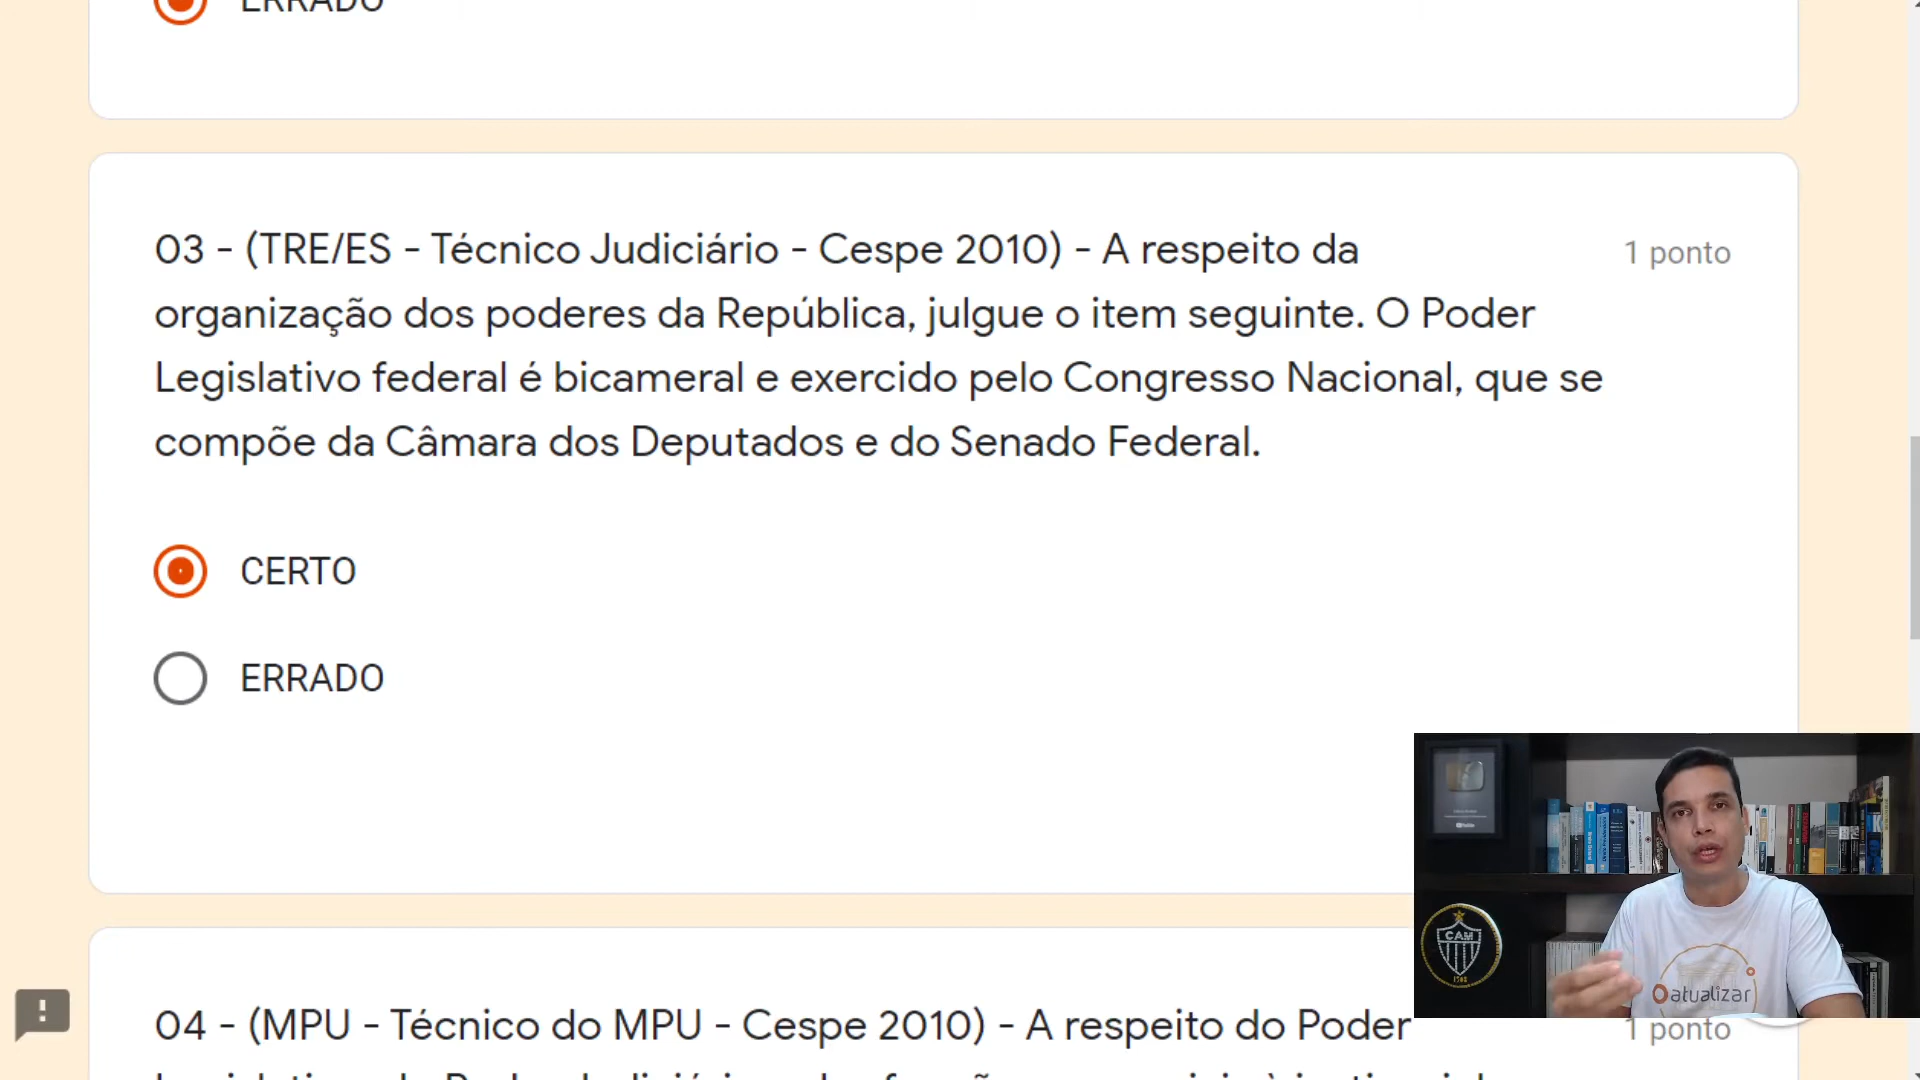 ERRADO
03 - (TRE/ES - Técnico Judiciário - Cespe 2010) - A respeito da
1 ponto
organização dos poderes da República, julgue o item seguinte. O Poder
Legislativo federal é bicameral e exercido pelo Congresso Nacional, que se
compõe da Câmara dos Deputados e do Senado Federal.
CERTO
ERRADO
CAM
atualizar
04 - (MPU - Técnico do MPU - Cespe 2010) - A respeito do Poder
1 ponto